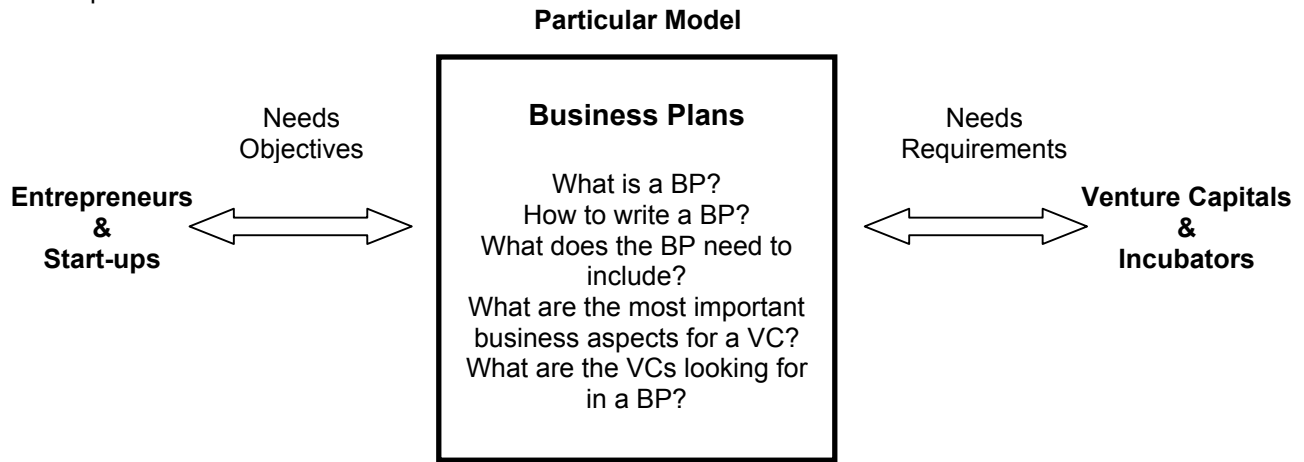 Particular Model
Business Plans
What is a BP?
How to write a BP?
What does the BP need to
include?
What are the most important
business aspects for a VC?
What are the VCs looking for
in a BP?
Needs
Objectives
Entrepreneurs
&
Start-ups
Needs
Requirements
Venture Capitals
&
Incubators